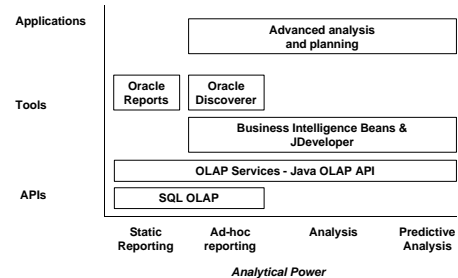 Applications
Advanced analysis
and planning
Oracle
Reports
Oracle
Discoverer
Tools
Business Intelligence Beans &
JDeveloper
OLAP Services - Java OLAP API
APIs
SQL OLAP
Static
Reporting
Ad-hoc
reporting
Analysis
Predictive
Analysis
Analytical Power